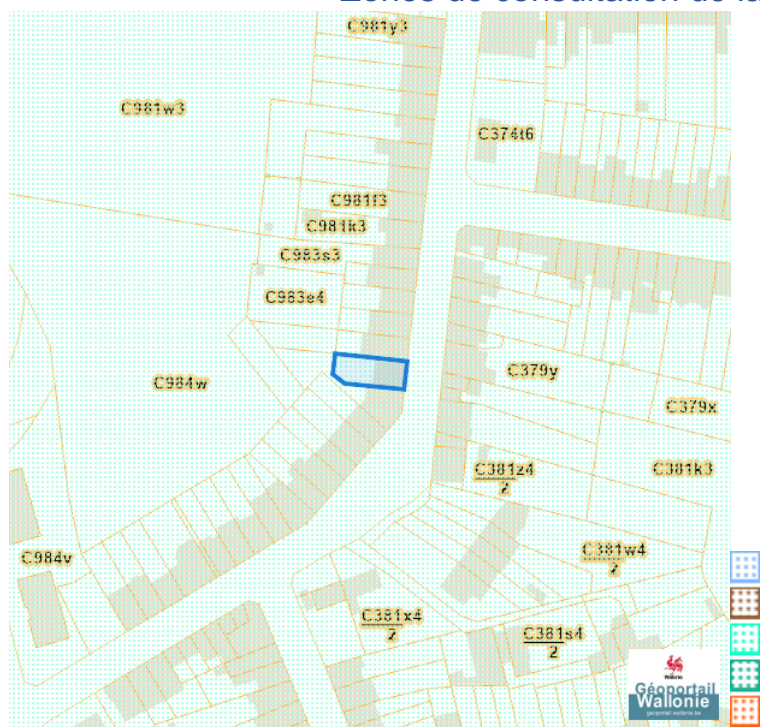 C981y3
C981w3
C374t6
C981f3
C981k3
C983s3
C983e4
C379y
C984w
C379x
C381z4
2
C381k3
C984v
C381w4
2
C381x4
2
C381s4
2
Wallonie
Géoportail
Wallonie
geoportail.wallonie.be